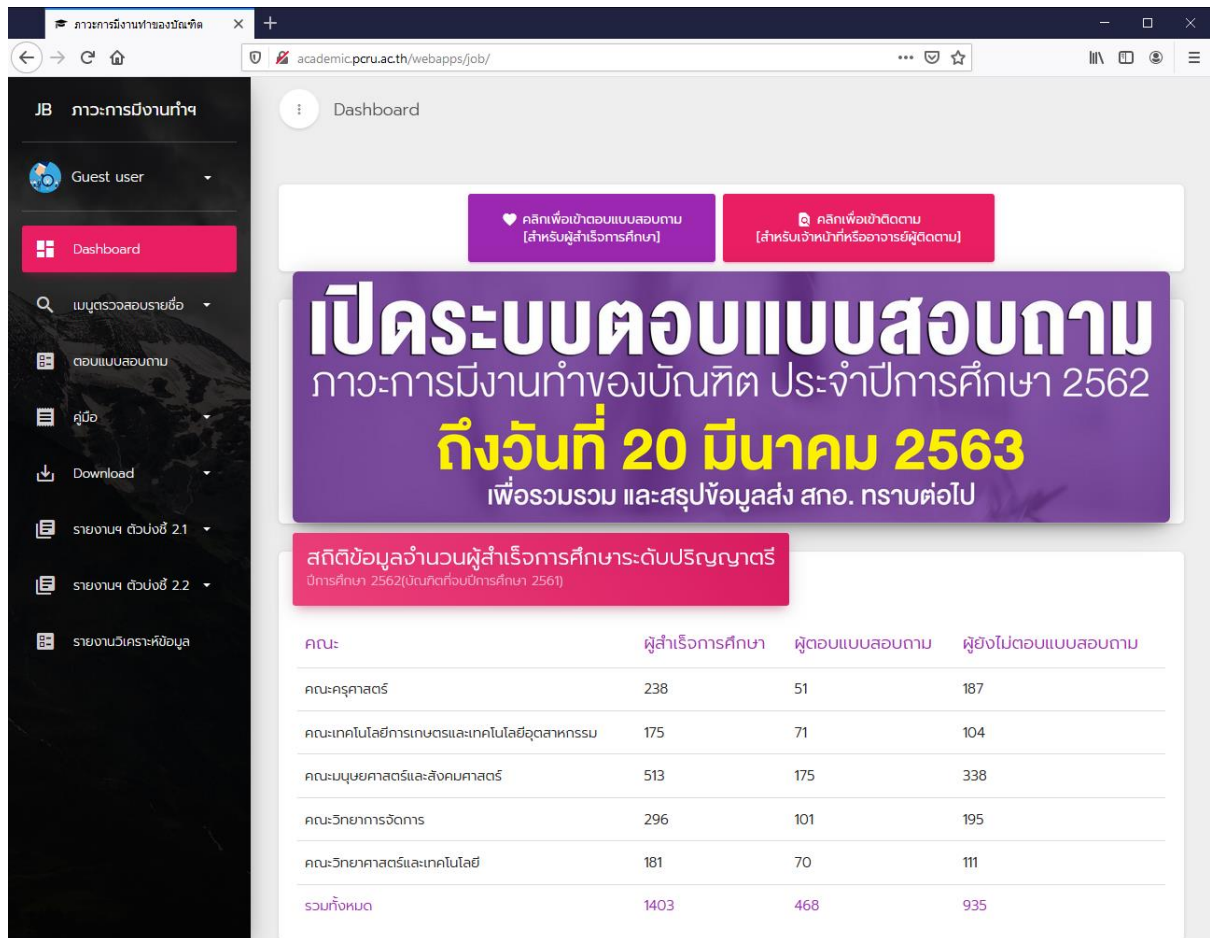 ภาวะการมีงานทำของบัณฑิต
academic.pcru.ac.th/webapps/job/
JB ภาวะการมีงานทำฯ
Guest user
Dashboard
เมนูตรวจสอบรายชื่อ
ตอบแบบสอบถาม
คู่มือ
Download
รายงานฯ ตัวบ่งชี้ 2.1
รายงานฯ ตัวบ่งชี้ 2.2
รายงานวิเคราะห์ข้อมูล
Dashboard
คลิกเพื่อเข้าตอบแบบสอบถาม
[สำหรับผู้สำเร็จการศึกษา]
คลิกเพื่อเข้าติดตาม
[สำหรับเจ้าหน้าที่หรืออาจารย์ผู้ติดตาม]
เปิดระบบตอบแบบสอบถาม
ภาวะการมีงานทำของบัณฑิต ประจำปีการศึกษา 2562
ถึงวันที่ 20 มีนาคม 2563
เพื่อรวบรวม และสรุปข้อมูลส่ง สกอ. ทราบต่อไป
สถิติข้อมูลจำนวนผู้สำเร็จการศึกษาระดับปริญญาตรี
ปีการศึกษา 2562(บัณฑิตที่จบปีการศึกษา 2561)
คณะ ผู้สำเร็จการศึกษา ผู้ตอบแบบสอบถาม ผู้ยังไม่ตอบแบบสอบถาม
คณะครุศาสตร์ 238 51 187
คณะเทคโนโลยีการเกษตรและเทคโนโลยีอุตสาหกรรม 175 71 104
คณะมนุษยศาสตร์และสังคมศาสตร์ 513 175 338
คณะวิทยาการจัดการ 296 101 195
คณะวิทยาศาสตร์และเทคโนโลยี 181 70 111
รวมทั้งหมด 1403 468 935